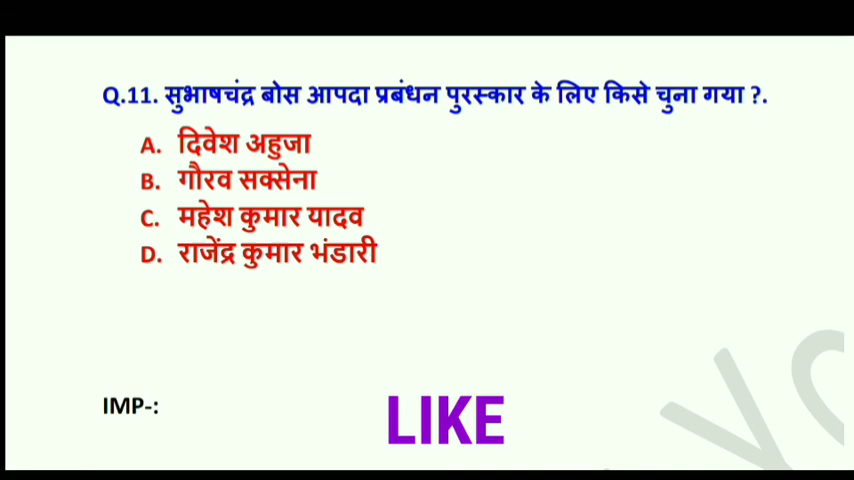 Q.11. सुभाषचंद्र बोस आपदा प्रबंधन पुरस्कार के लिए किसे चुना गया ?.
A. दिवेश अहुजा
B. गौरव सक्सेना
C. महेश कुमार यादव
D. राजेंद्र कुमार भंडारी
IMP-:
LIKE